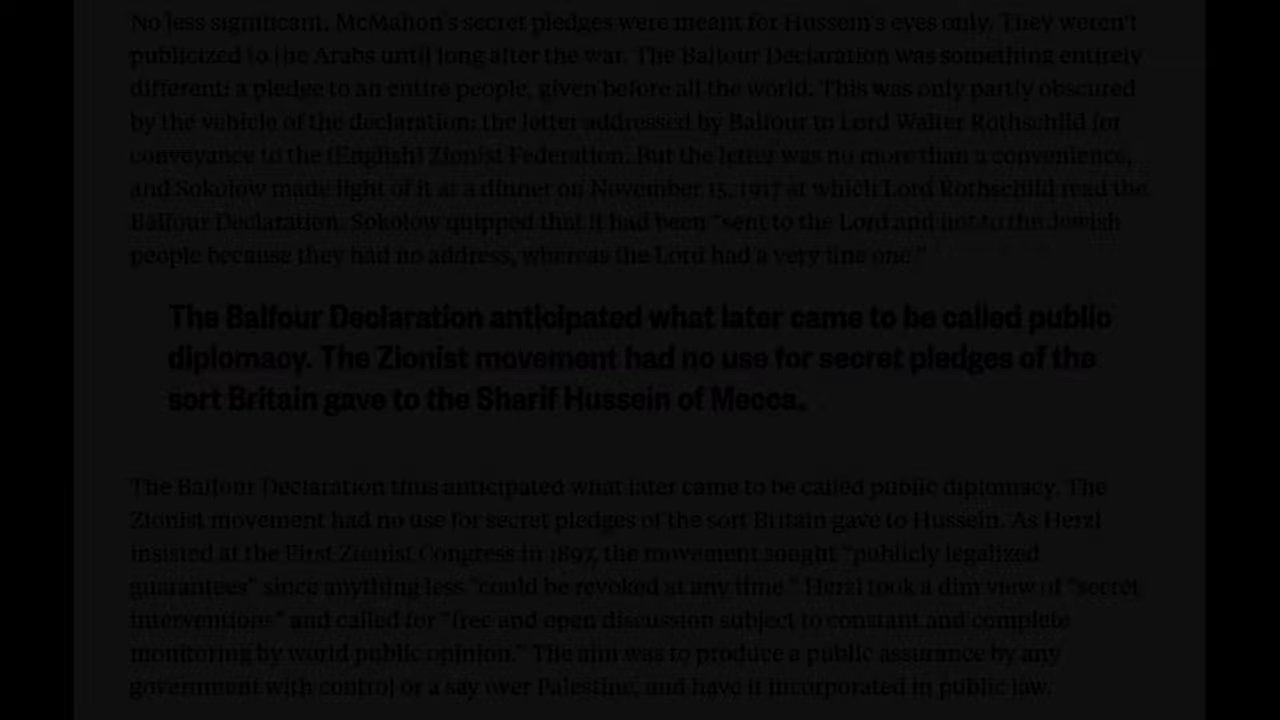 No less significant, McMahon's secret pledges were meant for Hussein's eyes only. They weren't
publicized to the Arabs until long after the war. The Balfour Declaration was something entirely
different: a pledge to an entire people, given before all the world. This was only partly obscured
by the vehicle of the declaration: the letter addressed by Balfour to Lord Walter Rothschild for
conveyance to the (English) Zionist Federation. But the letter was no more than a convenience,
and Sokolow made light of it at a dinner on November 15, 1917 at which Lord Rothschild read the
Balfour Declaration. Sokolow quipped that it had been "sent to the Lord and not to the Jewish
people because they had no address, whereas the Lord had a very fine one."
The Balfour Declaration anticipated what later came to be called public
diplomacy. The Zionist movement had no use for secret pledges of the
sort Britain gave to the Sharif Hussein of Mecca.
The Balfour Declaration thus anticipated what later came to be called public diplomacy. The
Zionist movement had no use for secret pledges of the sort Britain gave to Hussein. As Herzl
insisted at the First Zionist Congress in 1897, the movement sought "publicly legalized
guarantees" since anything less "could be revoked at any time." Herzl took a dim view of "secret
interventions" and called for "free and open discussion subject to constant and complete
monitoring by world public opinion." The aim was to produce a public assurance by any
government with control or a say over Palestine, and have it incorporated in public law.